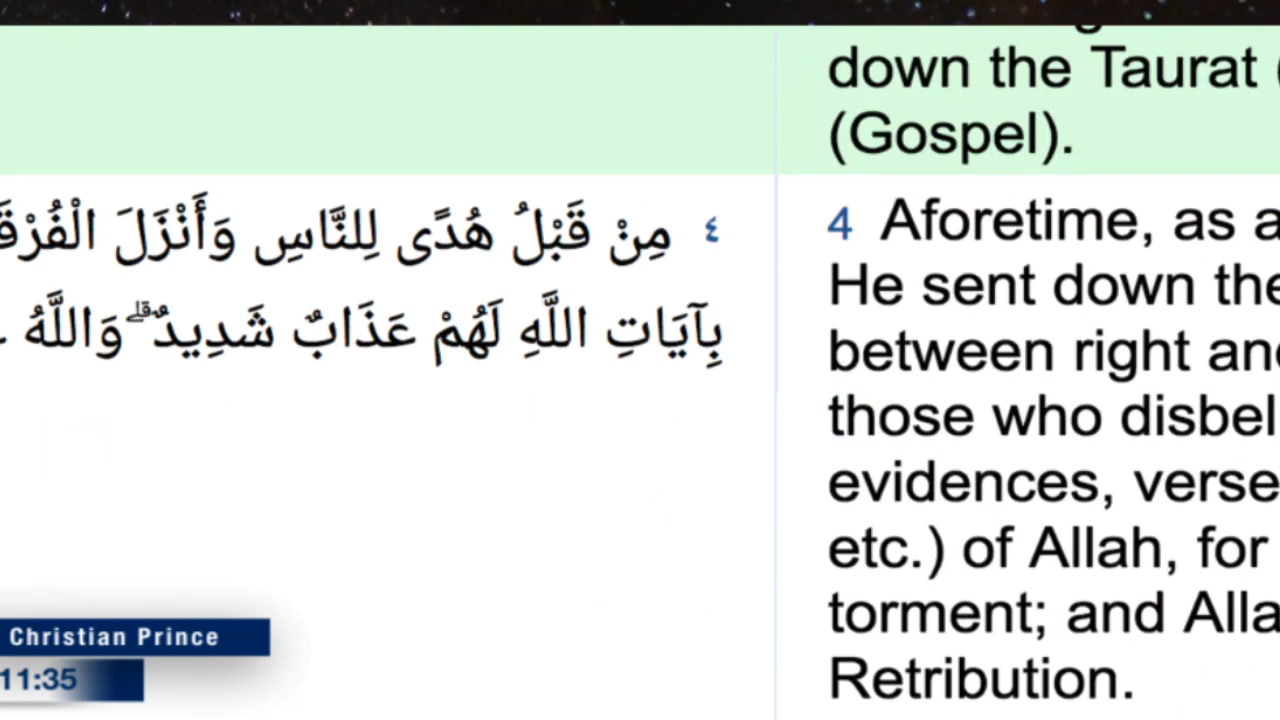 down the Taurat (
(Gospel).
٤ مِنْ قَبْلُ هُدًى لِلنَّاسِ وَأَنْزَلَ الْفُرْقَ
بِآيَاتِ اللَّهِ لَهُمْ عَذَابٌ شَدِيدٌ ۗ وَاللَّهُ
4 Aforetime, as a
He sent down the
between right and
those who disbel
evidences, verse
etc.) of Allah, for
torment; and Alla
Retribution.
Christian Prince
11:35